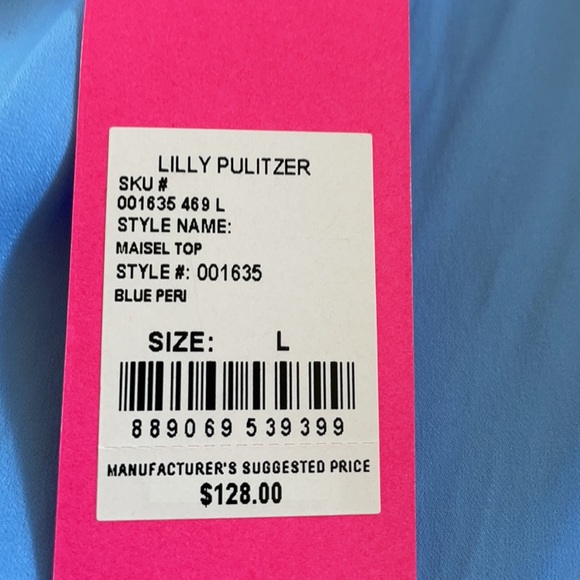 LILLY PULITZER
SKU #
001635 469 L
STYLE NAME:
MAISEL TOP
STYLE #: 001635
BLUE PERI
SIZE: L
889069 539399
MANUFACTURER'S SUGGESTED PRICE
$128.00